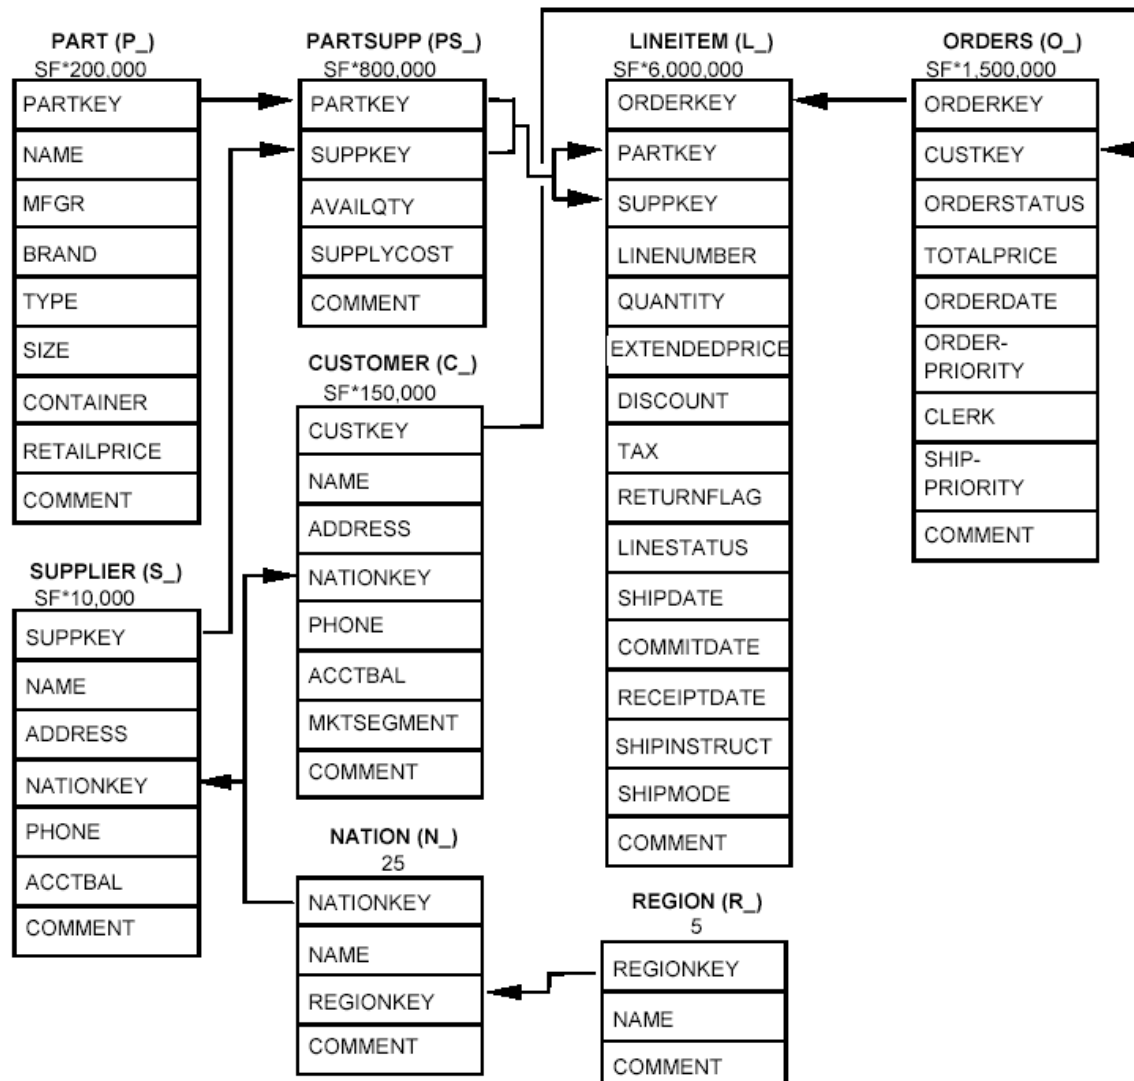 PART (P_)
SF*200,000
PARTKEY
NAME
MFGR
BRAND
TYPE
SIZE
CONTAINER
RETAILPRICE
COMMENT
SUPPLIER (S_)
SF*10,000
SUPPKEY
NAME
ADDRESS
NATIONKEY
PHONE
ACCTBAL
COMMENT
PARTSUPP (PS_)
SF*800,000
PARTKEY
SUPPKEY
AVAILQTY
SUPPLYCOST
COMMENT
CUSTOMER (C_)
SF*150,000
CUSTKEY
NAME
ADDRESS
NATIONKEY
PHONE
ACCTBAL
MKTSEGMENT
COMMENT
NATION (N_)
25
NATIONKEY
NAME
REGIONKEY
COMMENT
LINEITEM (L_)
SF*6,000,000
ORDERKEY
PARTKEY
SUPPKEY
LINENUMBER
QUANTITY
EXTENDEDPRICE
DISCOUNT
TAX
RETURNFLAG
LINESTATUS
SHIPDATE
COMMITDATE
RECEIPTDATE
SHIPINSTRUCT
SHIPMODE
COMMENT
REGION (R_)
5
REGIONKEY
NAME
COMMENT
ORDERS (O_)
SF*1,500,000
ORDERKEY
CUSTKEY
ORDERSTATUS
TOTALPRICE
ORDERDATE
ORDER-
PRIORITY
CLERK
SHIP-
PRIORITY
COMMENT